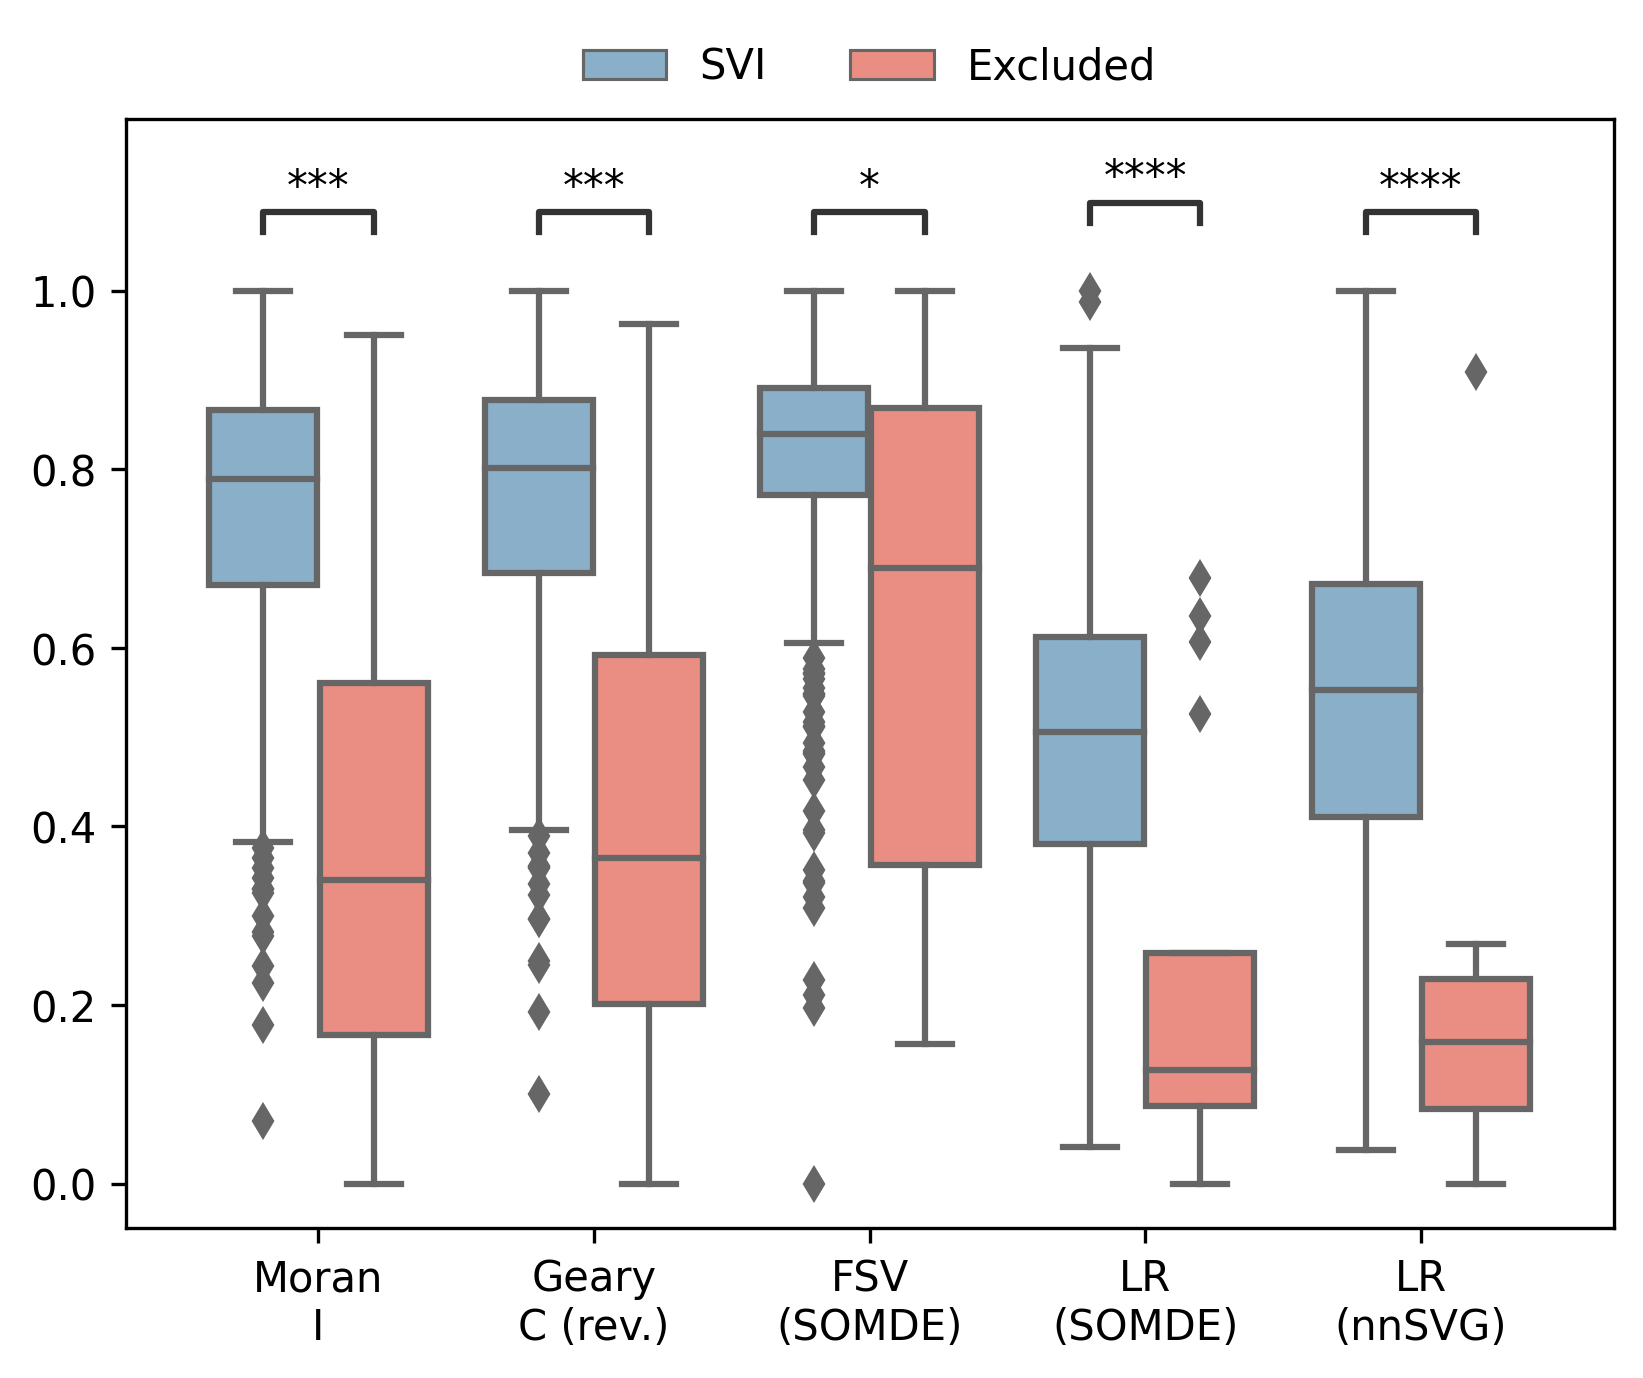 SVI Excluded
*** *** * **** ****
1.0
0.8
0.6
0.4
0.2
0.0
Moran Geary FSV LR LR
I C (rev.) (SOMDE) (SOMDE) (nnSVG)